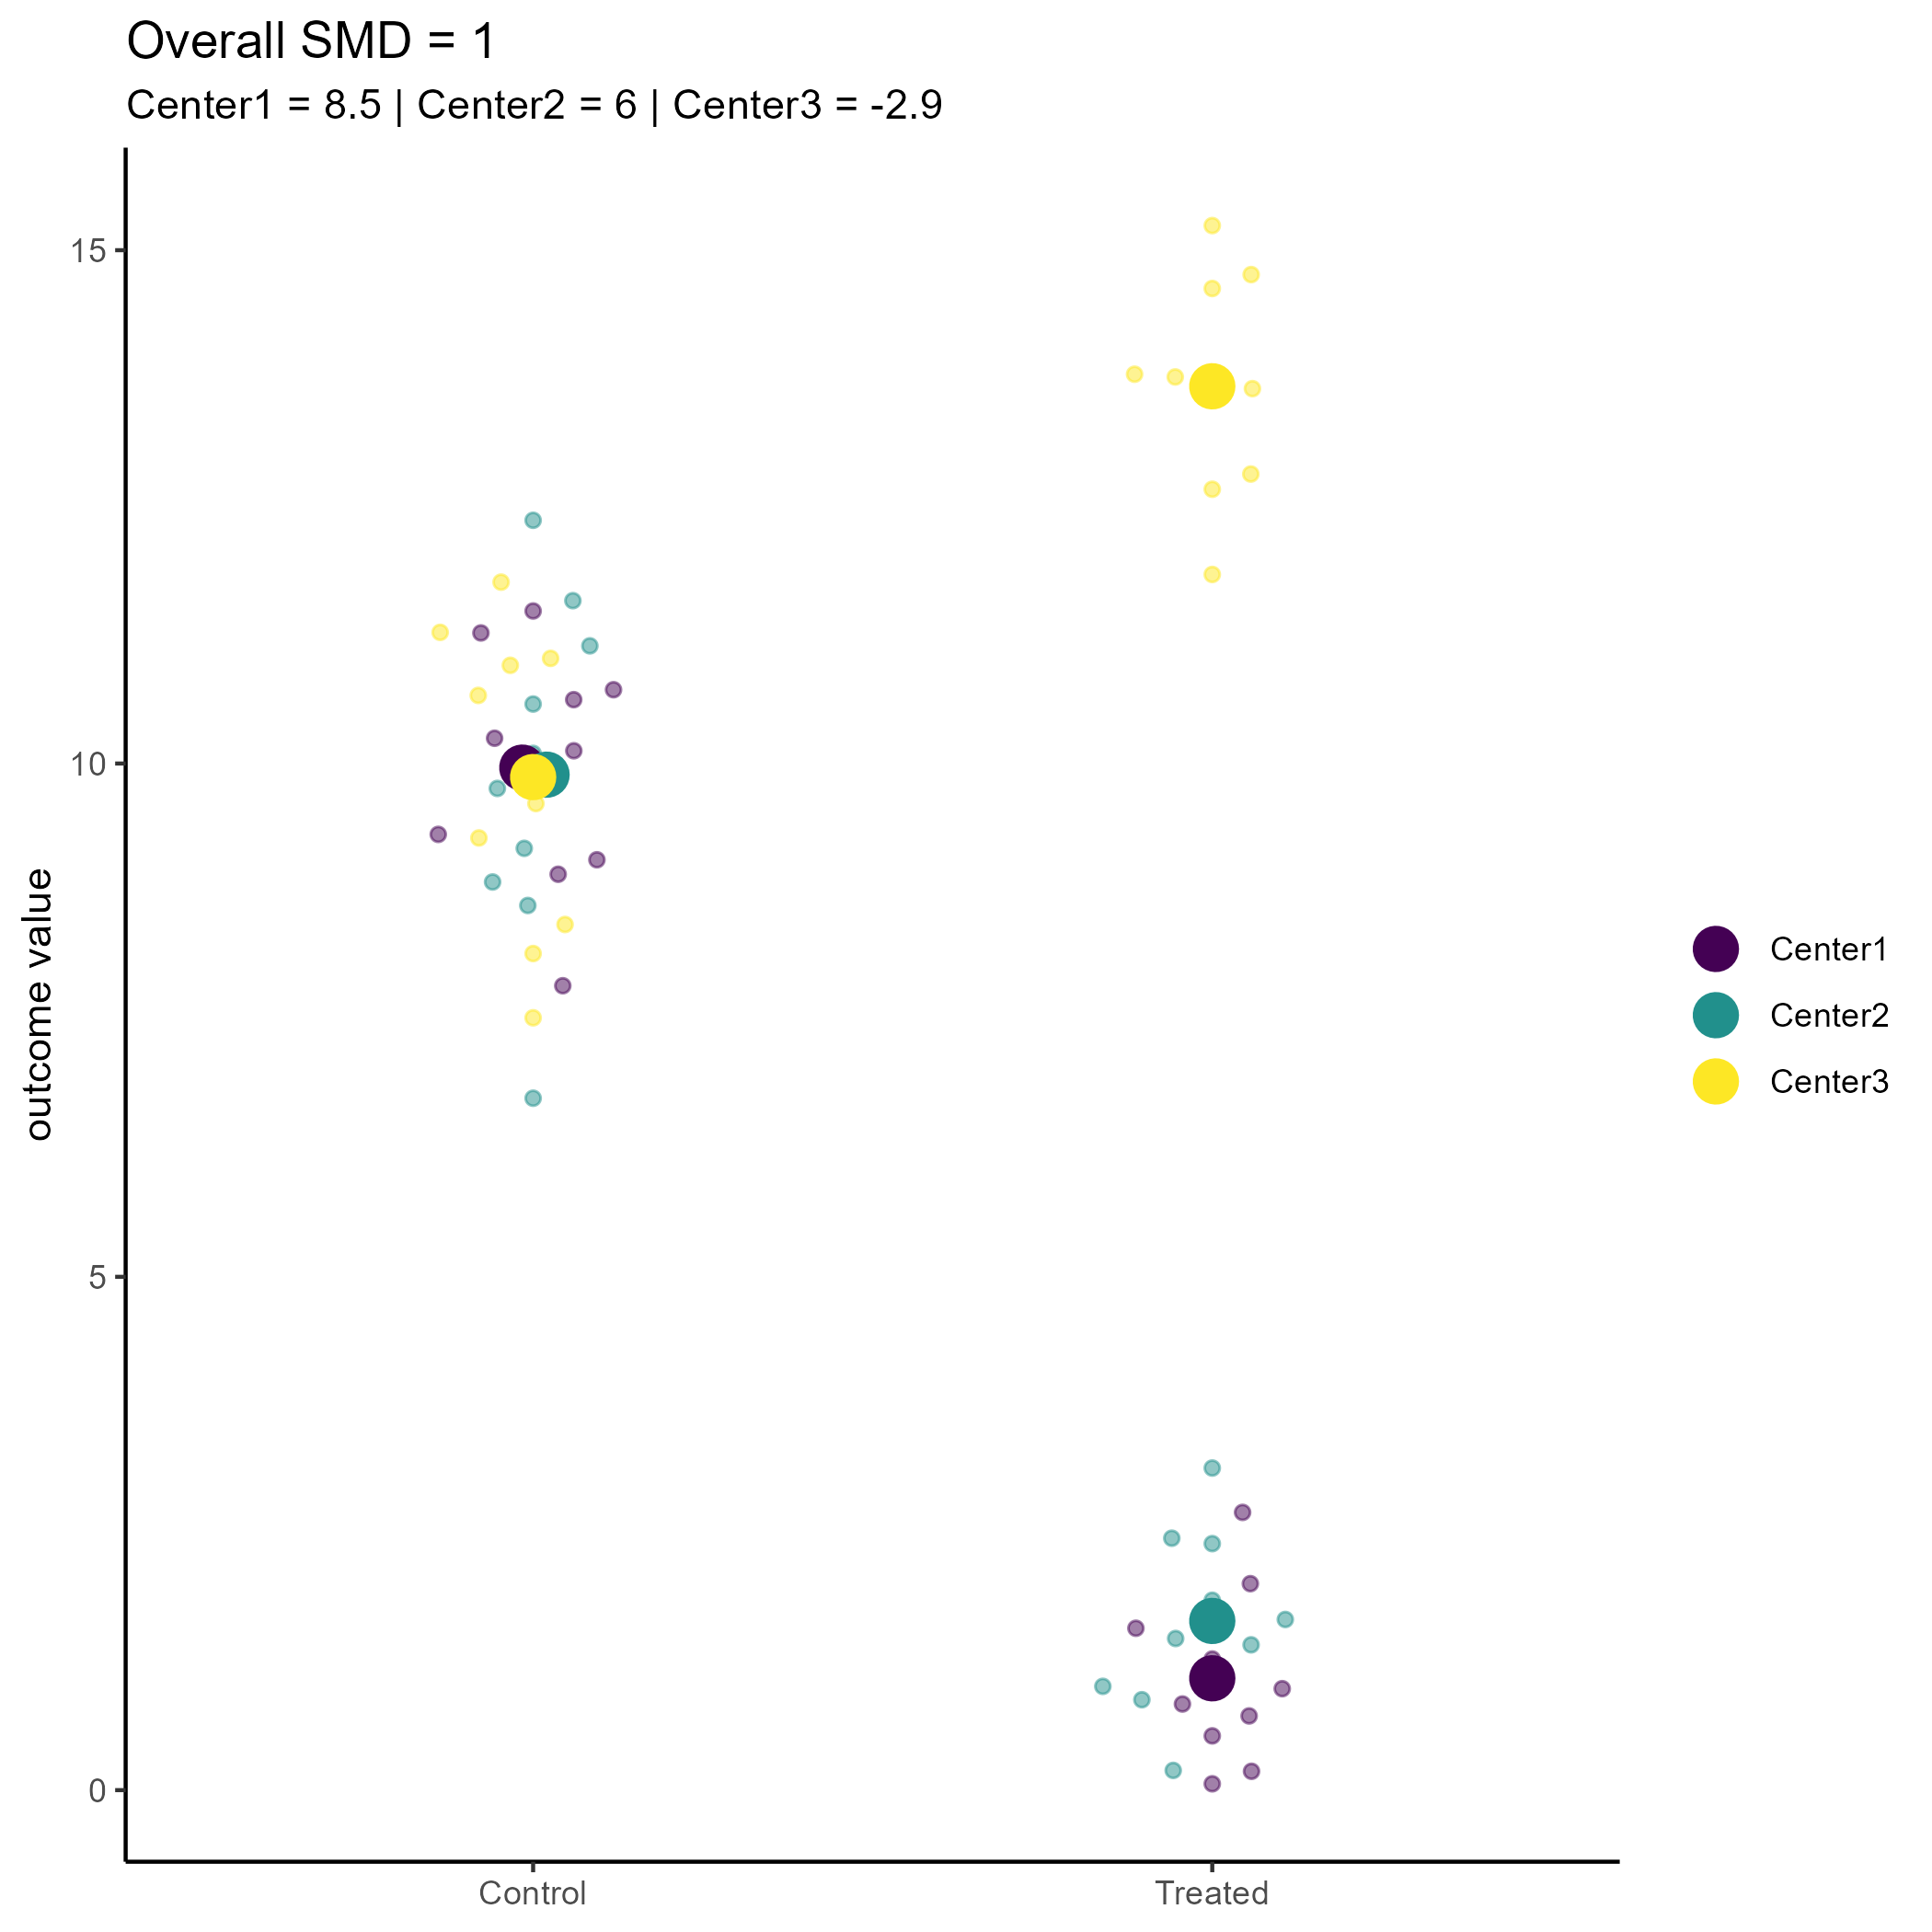 Overall SMD = 1
Center1 = 8.5 | Center2 = 6 | Center3 = -2.9
15
10
5
0
outcome value
Control
Treated
Center1
Center2
Center3